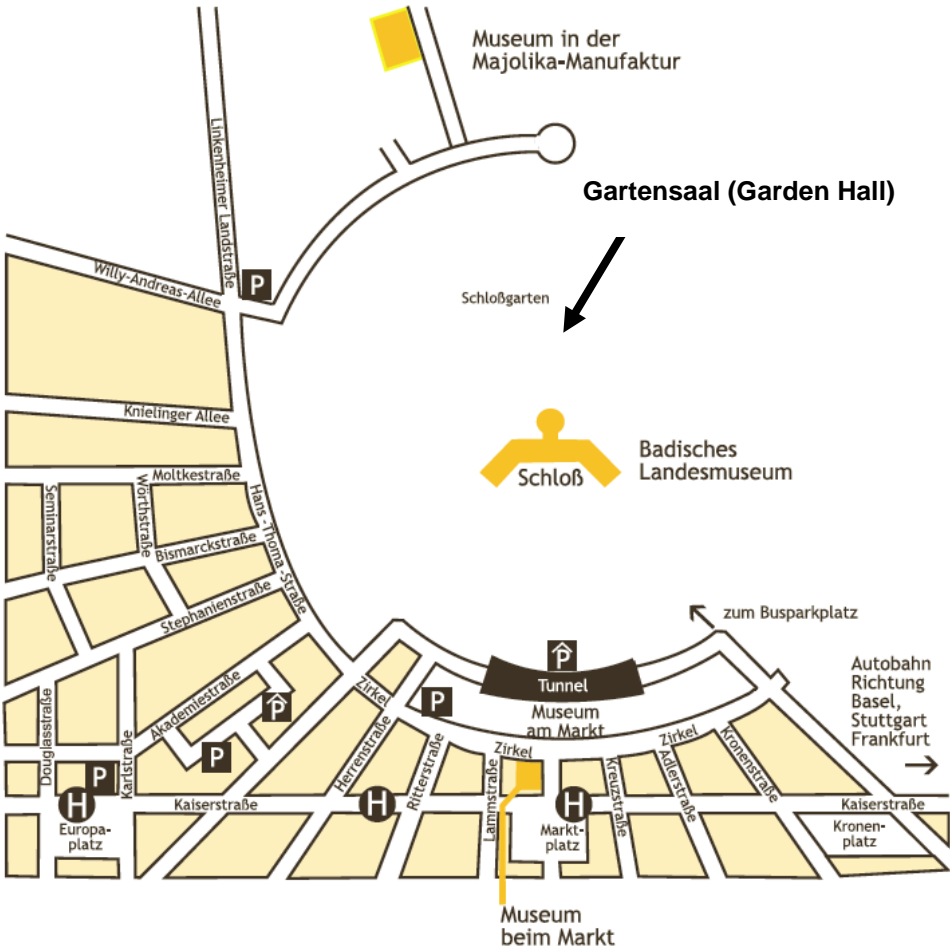 Museum in der
Majolika-Manufaktur
Linkenheimer Landstraße
Gartensaal (Garden Hall)
Willy-Andreas-Allee
P
Schloßgarten
Knielinger Allee
Badisches
Landesmuseum
Schloß
Moltkestraße
Seminarstraße
Wörthstraße
Hans-Thoma-Straße
Bismarckstraße
Stephanienstraße
zum Busparkplatz
P
Tunnel
Autobahn
Richtung
Basel,
Stuttgart
Frankfurt
Akademiestraße
Zirkel
P
P
Museum
am Markt
Douglasstraße
Karlstraße
P
P
Herrenstraße
Ritterstraße
Zirkel
Lammstraße
Zirkel
Kreuzstraße
Adlerstraße
Kronenstraße
H
Kaiserstraße
H
H
Kaiserstraße
Europa-
platz
Markt-
platz
Kronen-
platz
Museum
beim Markt